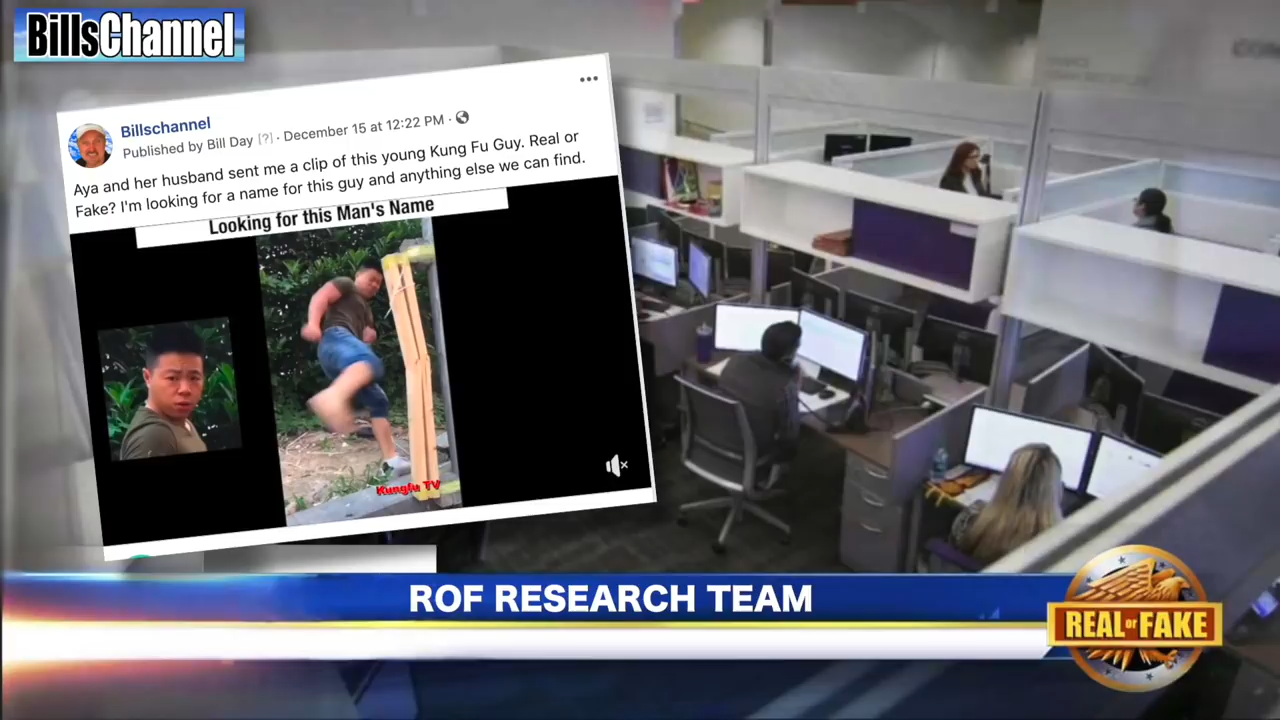 BillsChannel
Billschannel
Published by Bill Day [?] · December 15 at 12:22 PM ·
Aya and her husband sent me a clip of this young Kung Fu Guy. Real or
Fake? I'm looking for a name for this guy and anything else we can find.
Looking for this Man's Name
Kungfu TV
ROF RESEARCH TEAM
REAL or FAKE